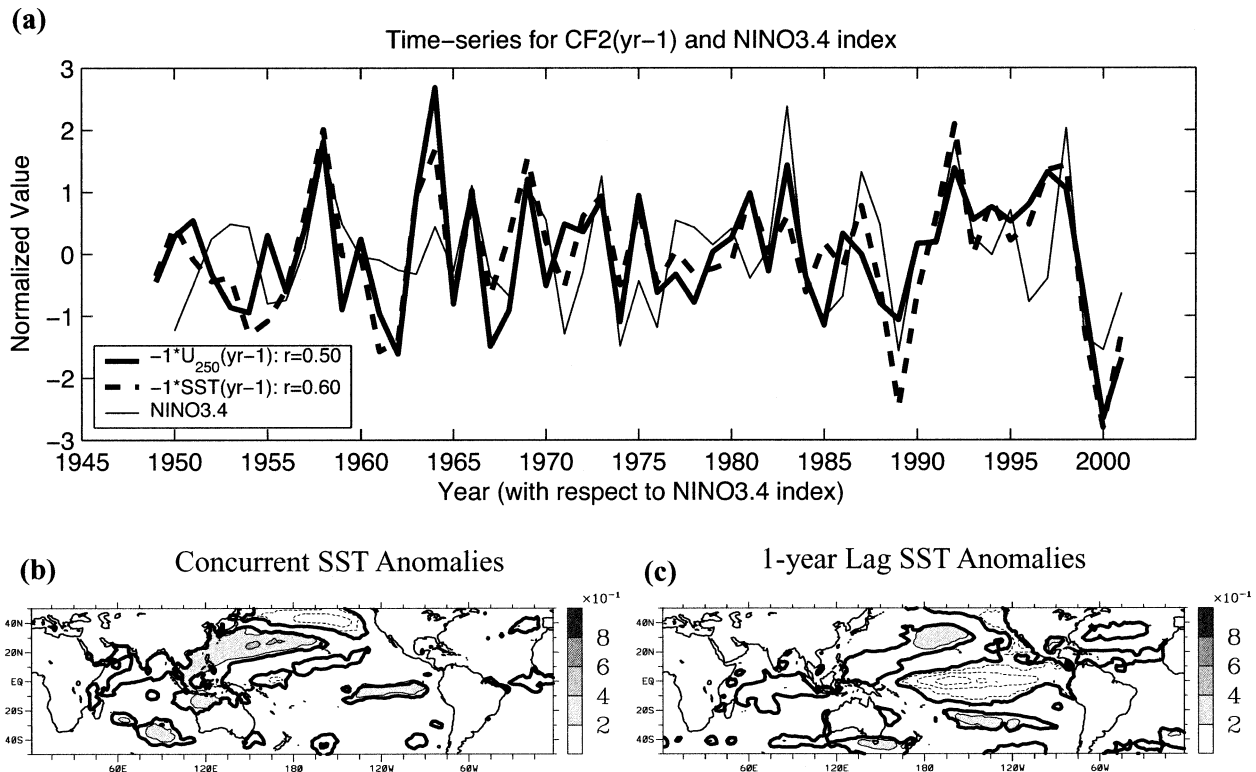 (a)
Time-series for CF2(yr-1) and NINO3.4 index
Normalized Value
3
2
1
0
-1
-2
-3
-1*U250(yr-1): r=0.50
-1*SST(yr-1): r=0.60
NINO3.4
1945 1950 1955 1960 1965 1970 1975 1980 1985 1990 1995 2000
Year (with respect to NINO3.4 index)
(b) Concurrent SST Anomalies
40N
20N
EQ
20S
40S
60E 120E 180 120W 60W
×10⁻¹
8
6
4
2
(c) 1-year Lag SST Anomalies
40N
20N
EQ
20S
40S
60E 120E 180 120W 60W
×10⁻¹
8
6
4
2